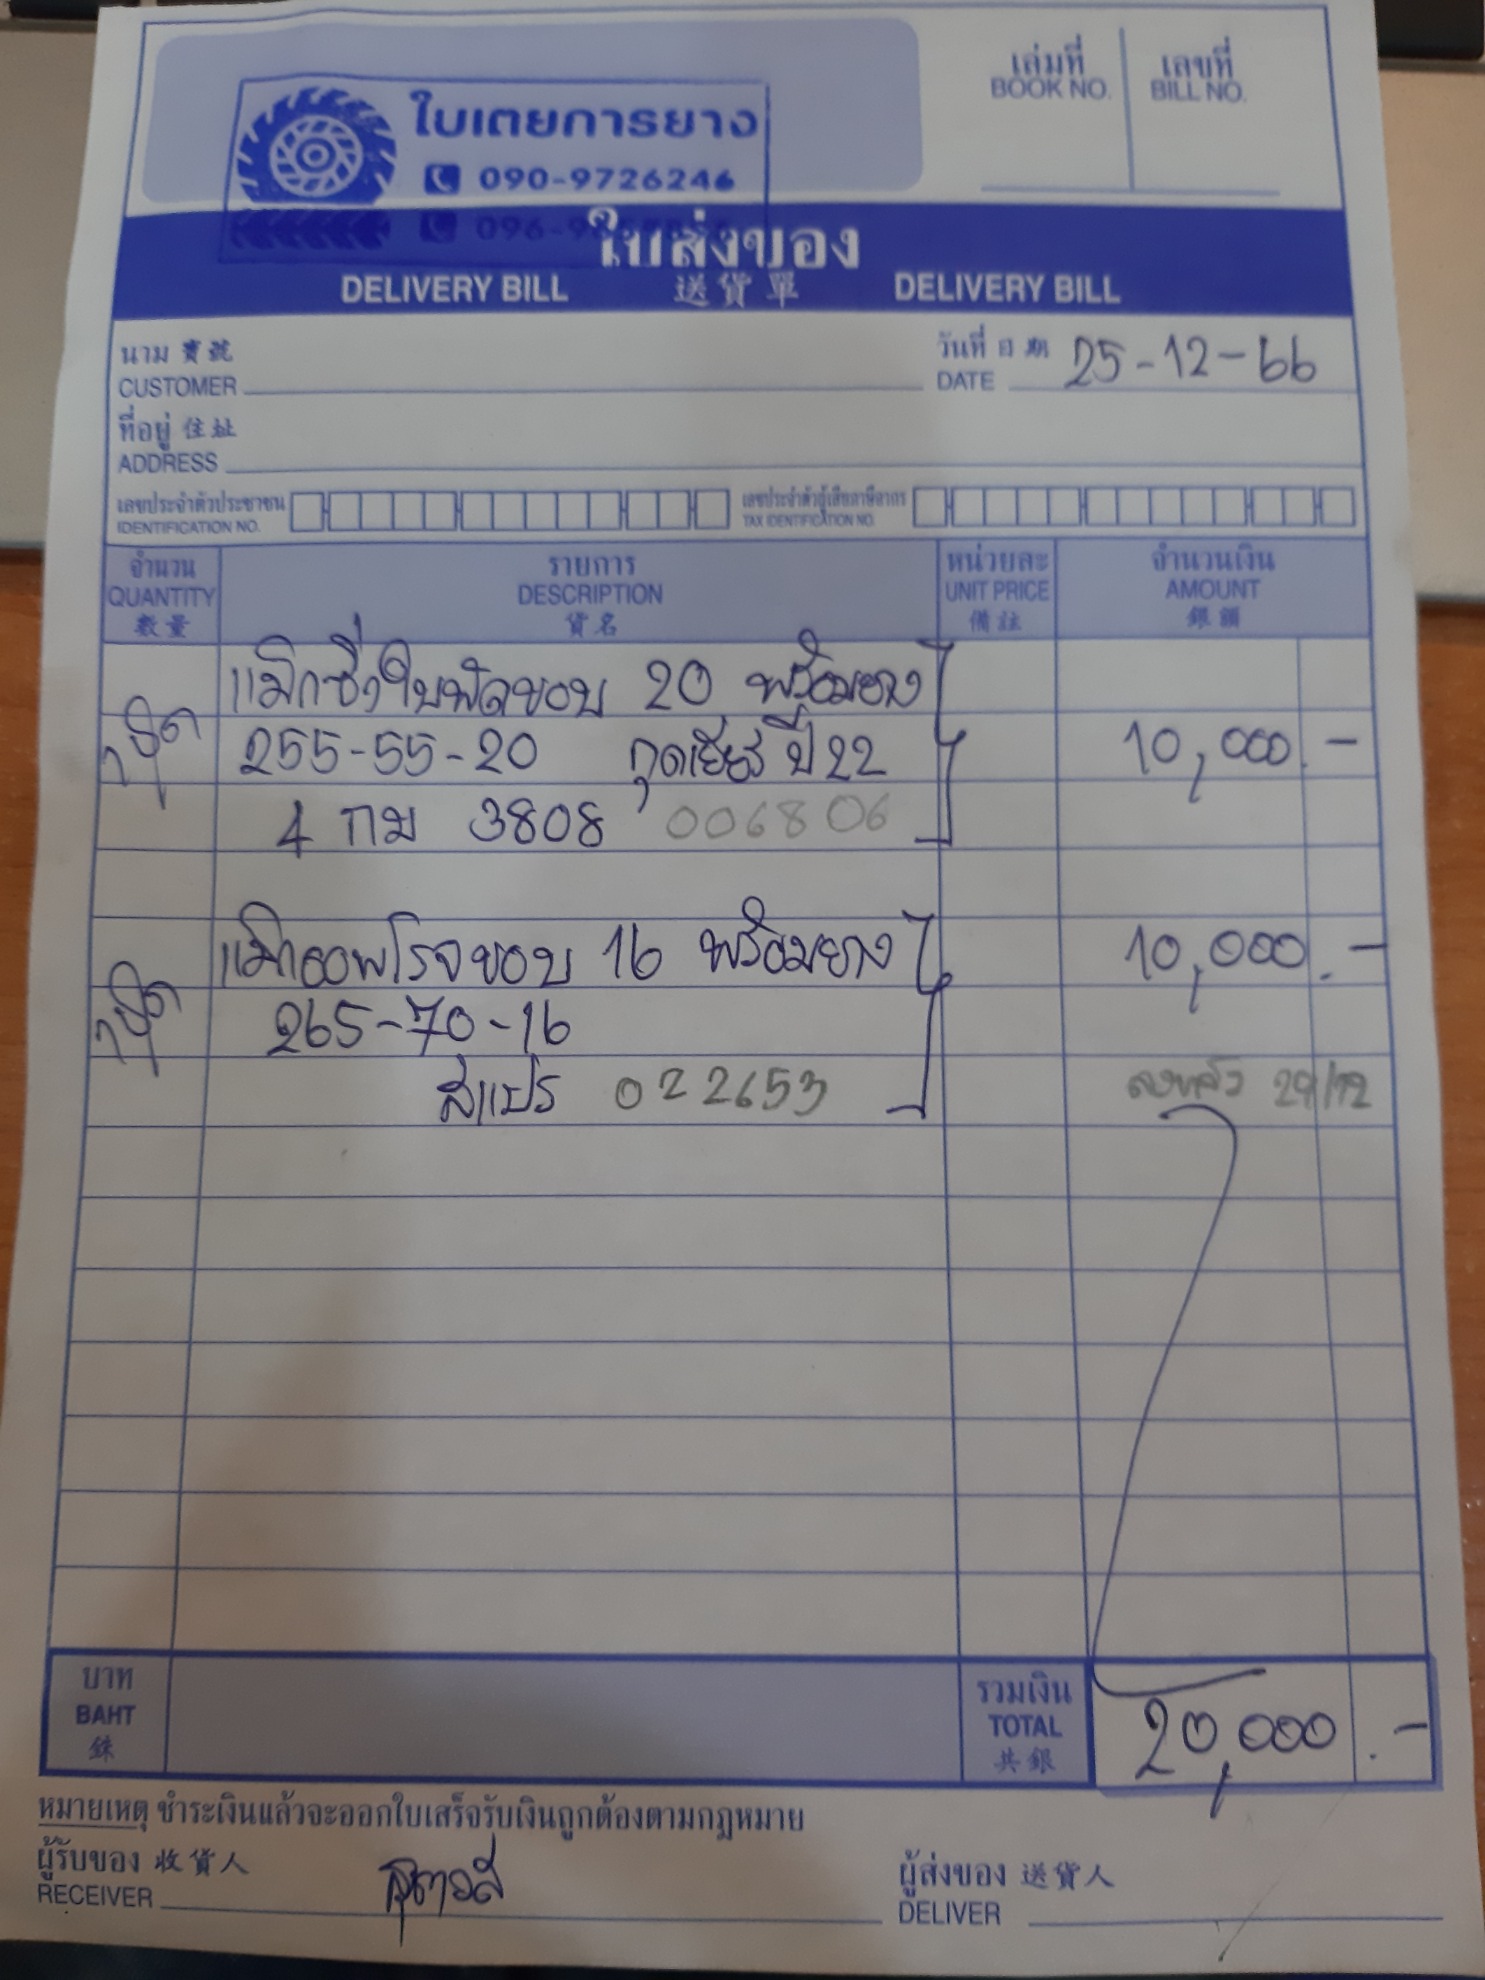 เล่มที่ เลขที่
BOOK NO. BILL NO.
ใบเตยการยาง
090-9726246
ใบส่งของ
DELIVERY BILL 送貨單 DELIVERY BILL
นาม 寶號 วันที่ 日期 25-12-66
CUSTOMER DATE
ที่อยู่ 住址
ADDRESS
เลขประจำตัวประชาชน เลขประจำตัวผู้เสียภาษีอากร
IDENTIFICATION NO. TAX IDENTIFICATION NO.
จำนวน รายการ หน่วยละ จำนวนเงิน
QUANTITY DESCRIPTION UNIT PRICE AMOUNT
數量 貨名 備註 銀額
แม็กซิ่งใบพัดขอบ 20 พร้อมยาง
1 ชุด 255-55-20 กูดเยียร์ ปี 22 10,000.-
4 กม 3808 006806
ขอบ 16 พร้อมยาง 10,000.-
1 ชุด 265-70-16
022653 29/12
บาท รวมเงิน
BAHT TOTAL 20,000.-
銖 共銀
หมายเหตุ ชำระเงินแล้วจะออกใบเสร็จรับเงินถูกต้องตามกฎหมาย
ผู้รับของ 收貨人 ผู้ส่งของ 送貨人
RECEIVER DELIVER